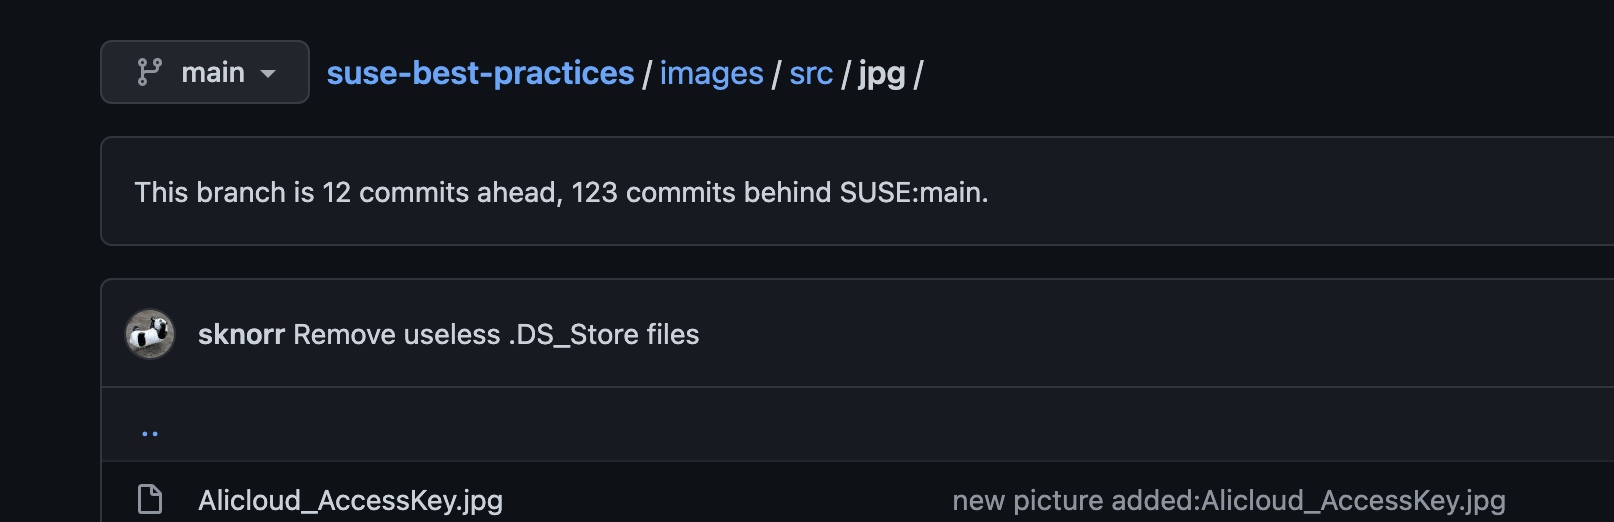 main
suse-best-practices / images / src / jpg /
This branch is 12 commits ahead, 123 commits behind SUSE:main.
sknorr Remove useless .DS_Store files
..
Alicloud_AccessKey.jpg new picture added:Alicloud_AccessKey.jpg